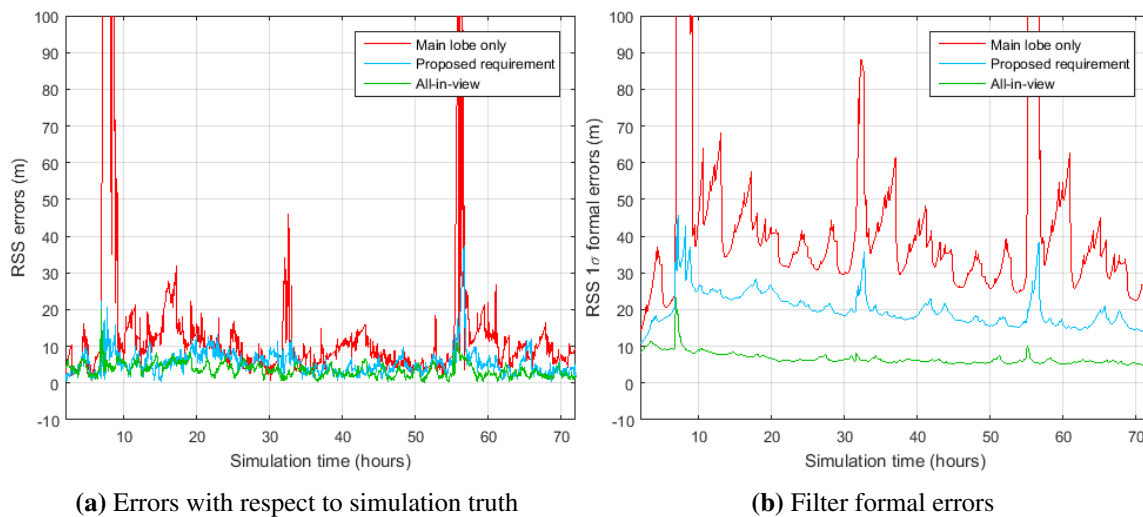 100
90
80
70
60
50
40
30
20
10
0
-10
RSS errors (m)
Main lobe only
Proposed requirement
All-in-view
10 20 30 40 50 60 70
Simulation time (hours)
(a) Errors with respect to simulation truth
100
90
80
70
60
50
40
30
20
10
0
-10
RSS 1σ formal errors (m)
Main lobe only
Proposed requirement
All-in-view
10 20 30 40 50 60 70
Simulation time (hours)
(b) Filter formal errors